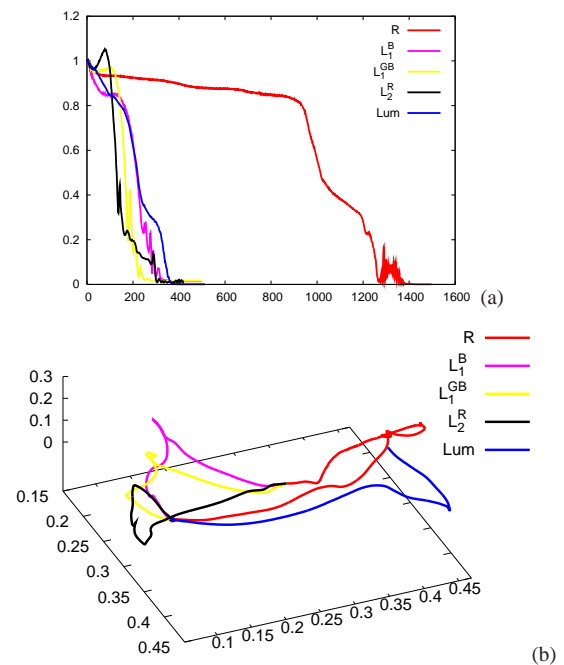 1.2
1
0.8
0.6
0.4
0.2
0
0 200 400 600 800 1000 1200 1400 1600
R
L₁ᴮ
L₁ᴳᴮ
L₂ᴿ
Lum
(a)
R
L₁ᴮ
L₁ᴳᴮ
L₂ᴿ
Lum
0.3
0.2
0.1
0
0.15
0.2
0.25
0.3
0.35
0.4
0.45
0.1 0.15 0.2 0.25 0.3 0.35 0.4 0.45
(b)